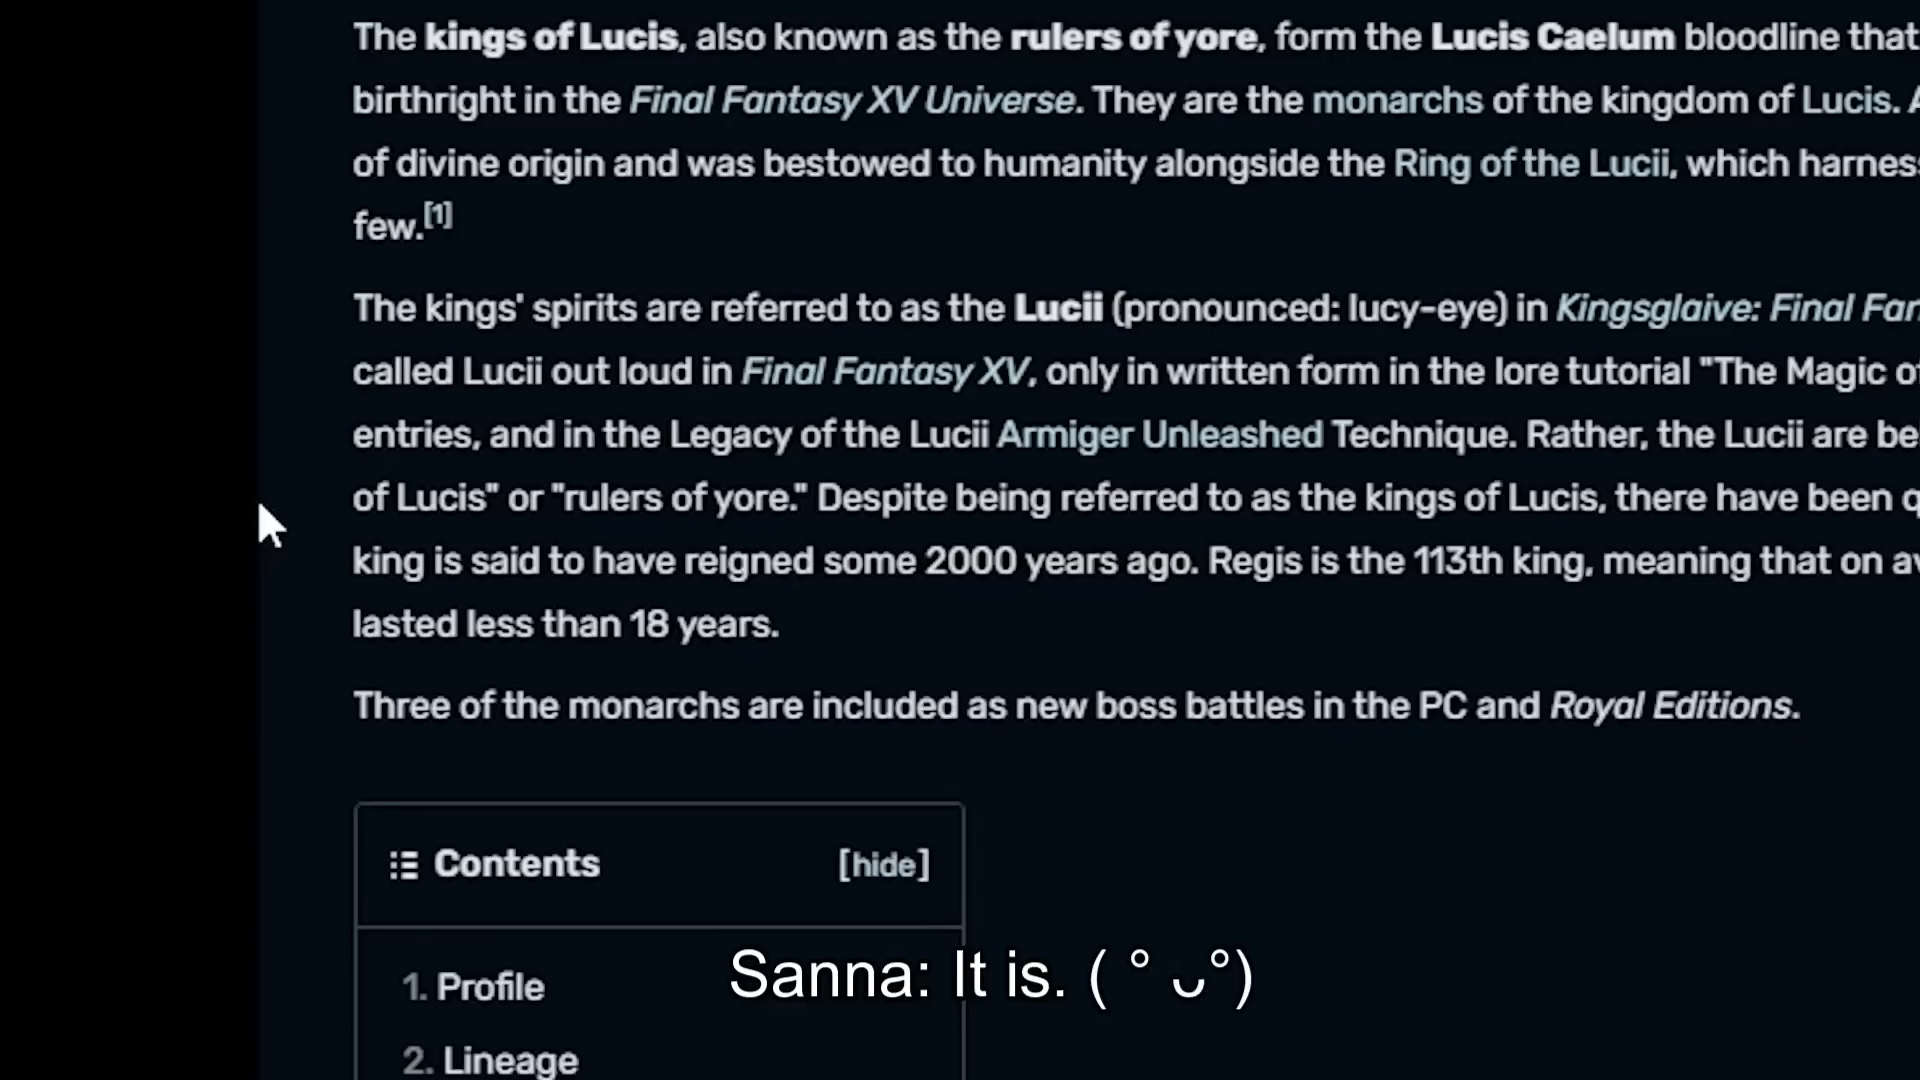 The kings of Lucis, also known as the rulers of yore, form the Lucis Caelum bloodline that
birthright in the Final Fantasy XV Universe. They are the monarchs of the kingdom of Lucis.
of divine origin and was bestowed to humanity alongside the Ring of the Lucii, which harness
few.[1]
The kings' spirits are referred to as the Lucii (pronounced: lucy-eye) in Kingsglaive: Final Fan
called Lucii out loud in Final Fantasy XV, only in written form in the lore tutorial "The Magic of
entries, and in the Legacy of the Lucii Armiger Unleashed Technique. Rather, the Lucii are be
of Lucis" or "rulers of yore." Despite being referred to as the kings of Lucis, there have been q
king is said to have reigned some 2000 years ago. Regis is the 113th king, meaning that on av
lasted less than 18 years.
Three of the monarchs are included as new boss battles in the PC and Royal Editions.
Contents [hide]
1. Profile
Sanna: It is. ( ° ᴗ°)
2. Lineage